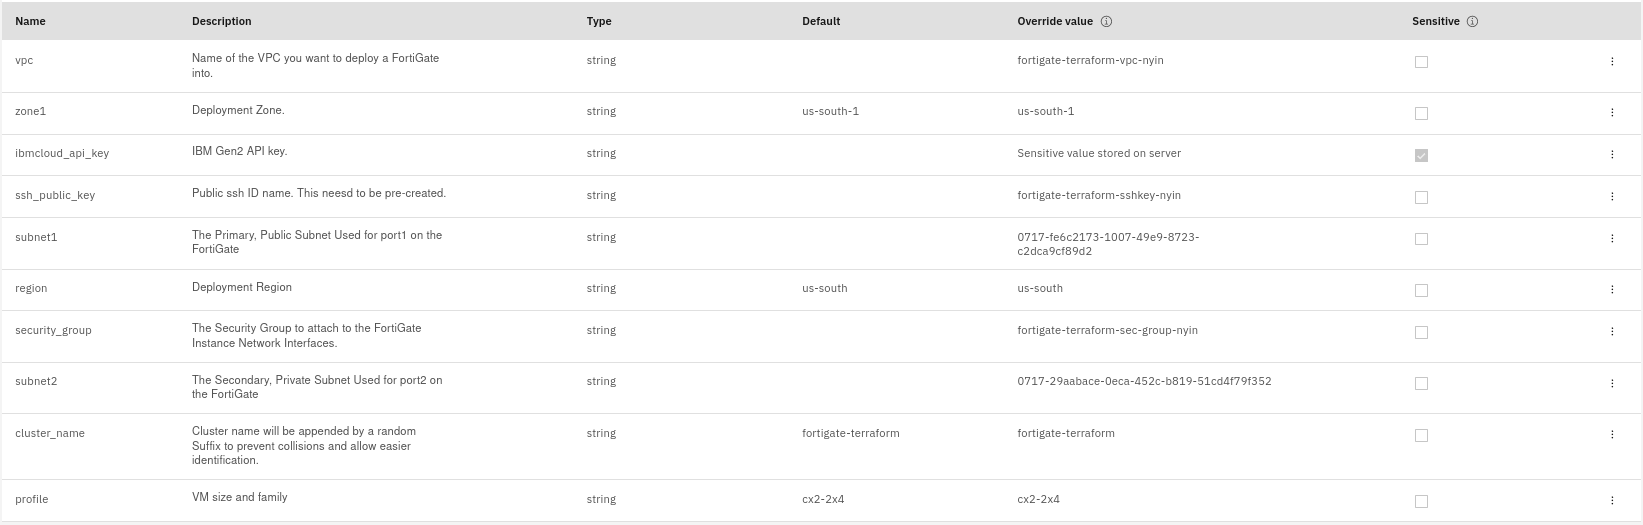 Name Description Type Default Override value Sensitive
vpc Name of the VPC you want to deploy a FortiGate string fortigate-terraform-vpc-nyin
into.
zone1 Deployment Zone. string us-south-1 us-south-1
ibmcloud_api_key IBM Gen2 API key. string Sensitive value stored on server
ssh_public_key Public ssh ID name. This neesd to be pre-created. string fortigate-terraform-sshkey-nyin
subnet1 The Primary, Public Subnet Used for port1 on the string 0717-fe6c2173-1007-49e9-8723-
FortiGate c2dca9cf89d2
region Deployment Region string us-south us-south
security_group The Security Group to attach to the FortiGate string fortigate-terraform-sec-group-nyin
Instance Network Interfaces.
subnet2 The Secondary, Private Subnet Used for port2 on string 0717-29aabace-0eca-452c-b819-51cd4f79f352
the FortiGate
cluster_name Cluster name will be appended by a random string fortigate-terraform fortigate-terraform
Suffix to prevent collisions and allow easier
identification.
profile VM size and family string cx2-2x4 cx2-2x4